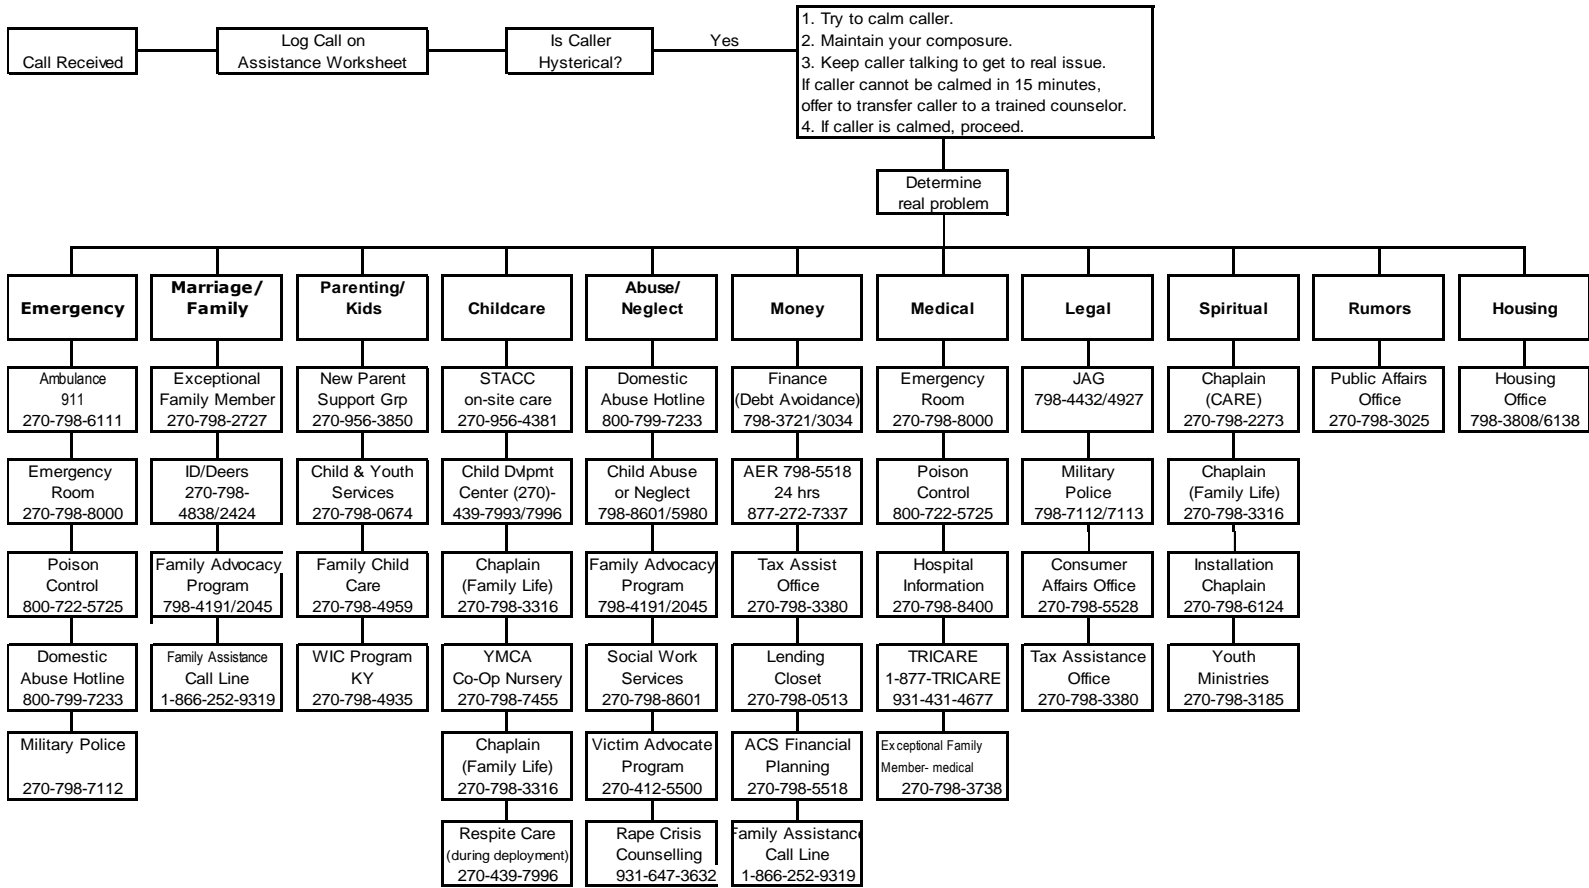 Call Received
Log Call on
Assistance Worksheet
Is Caller
Hysterical?
Yes
1. Try to calm caller.
2. Maintain your composure.
3. Keep caller talking to get to real issue.
If caller cannot be calmed in 15 minutes,
offer to transfer caller to a trained counselor.
4. If caller is calmed, proceed.
Determine
real problem
Emergency
Ambulance
911
270-798-6111
Emergency
Room
270-798-8000
Poison
Control
800-722-5725
Domestic
Abuse Hotline
800-799-7233
Military Police
270-798-7112
Marriage/
Family
Exceptional
Family Member
270-798-2727
ID/Deers
270-798-
4838/2424
Family Advocacy
Program
798-4191/2045
Family Assistance
Call Line
1-866-252-9319
Parenting/
Kids
New Parent
Support Grp
270-956-3850
Child & Youth
Services
270-798-0674
Family Child
Care
270-798-4959
WIC Program
KY
270-798-4935
Childcare
STACC
on-site care
270-956-4381
Child Dvlpmt
Center (270)-
439-7993/7996
Chaplain
(Family Life)
270-798-3316
YMCA
Co-Op Nursery
270-798-7455
Chaplain
(Family Life)
270-798-3316
Respite Care
(during deployment)
270-439-7996
Abuse/
Neglect
Domestic
Abuse Hotline
800-799-7233
Child Abuse
or Neglect
798-8601/5980
Family Advocacy
Program
798-4191/2045
Social Work
Services
270-798-8601
Victim Advocate
Program
270-412-5500
Rape Crisis
Counselling
931-647-3632
Money
Finance
(Debt Avoidance)
798-3721/3034
AER 798-5518
24 hrs
877-272-7337
Tax Assist
Office
270-798-3380
Lending
Closet
270-798-0513
ACS Financial
Planning
270-798-5518
Family Assistance
Call Line
1-866-252-9319
Medical
Emergency
Room
270-798-8000
Poison
Control
800-722-5725
Hospital
Information
270-798-8400
TRICARE
1-877-TRICARE
931-431-4677
Exceptional Family
Member- medical
270-798-3738
Legal
JAG
798-4432/4927
Military
Police
798-7112/7113
Consumer
Affairs Office
270-798-5528
Tax Assistance
Office
270-798-3380
Spiritual
Chaplain
(CARE)
270-798-2273
Chaplain
(Family Life)
270-798-3316
Installation
Chaplain
270-798-6124
Youth
Ministries
270-798-3185
Rumors
Public Affairs
Office
270-798-3025
Housing
Housing
Office
798-3808/6138